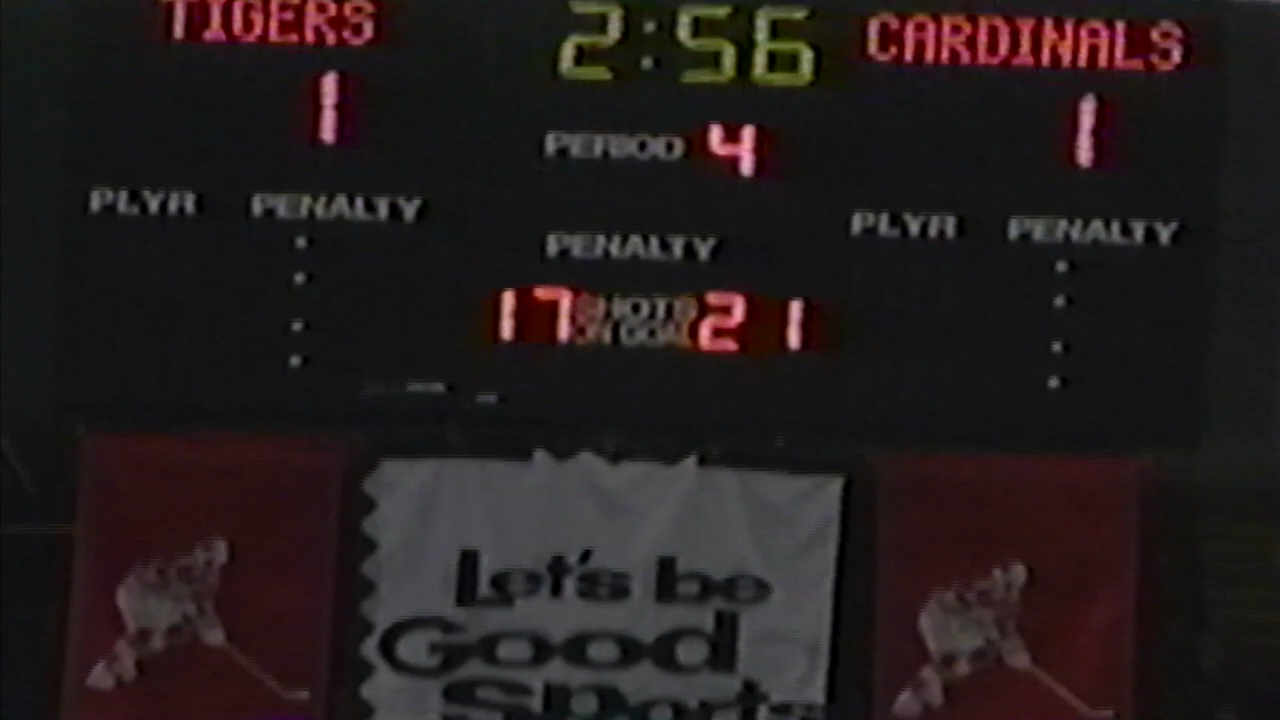 TIGERS 2:56 CARDINALS
1 PERIOD 4 1
PLYR PENALTY PENALTY PLYR PENALTY
17 SHOTS ON GOAL 21
Let's be
Good
Sports